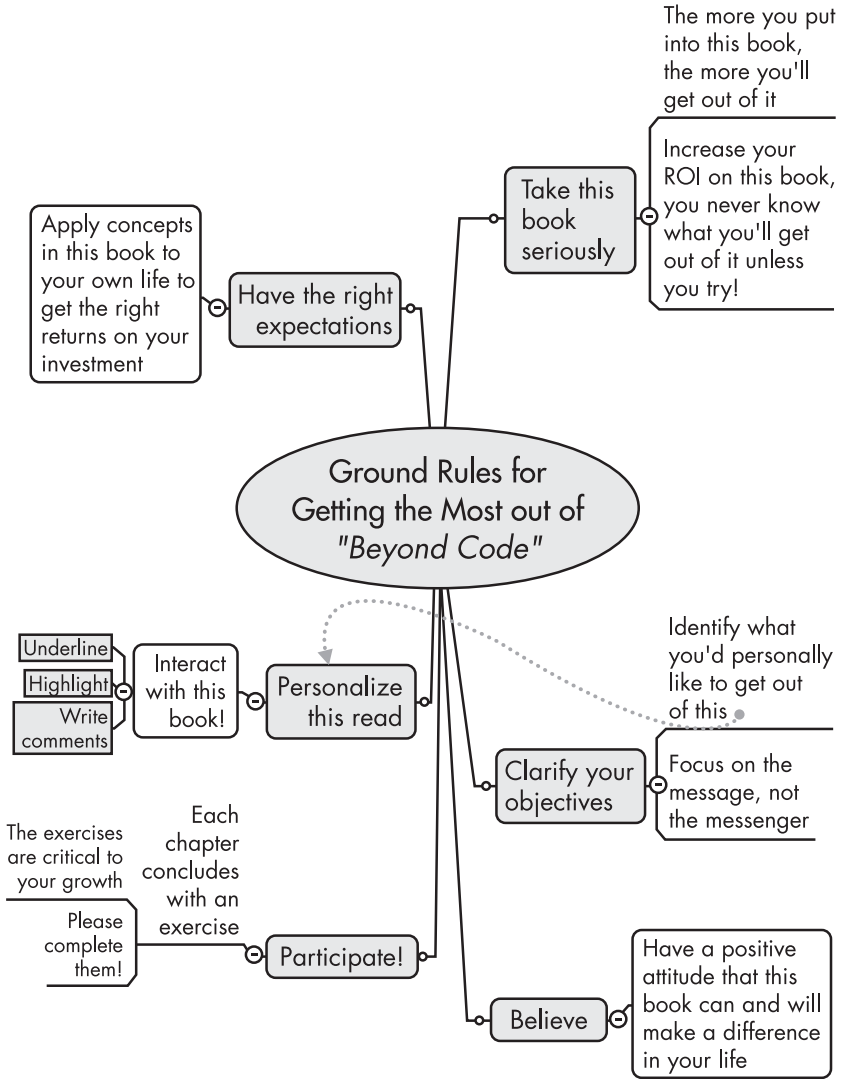 Ground Rules for
Getting the Most out of
"Beyond Code"
Take this
book
seriously
The more you put
into this book,
the more you'll
get out of it
Increase your
ROI on this book,
you never know
what you'll get
out of it unless
you try!
Clarify your
objectives
Identify what
you'd personally
like to get out
of this
Focus on the
message, not
the messenger
Believe
Have a positive
attitude that this
book can and will
make a difference
in your life
Participate!
Each
chapter
concludes
with an
exercise
The exercises
are critical to
your growth
Please
complete
them!
Personalize
this read
Interact
with this
book!
Underline
Highlight
Write
comments
Have the right
expectations
Apply concepts
in this book to
your own life to
get the right
returns on your
investment